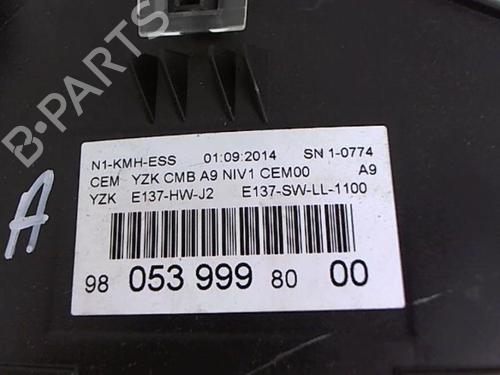 B-PARTS
N1-KMH-ESS 01:09:2014 SN 1-0774
CEM YZK CMB A9 NIV1 CEM00 A9
YZK E137-HW-J2 E137-SW-LL-1100
98 053 999 80 00
A